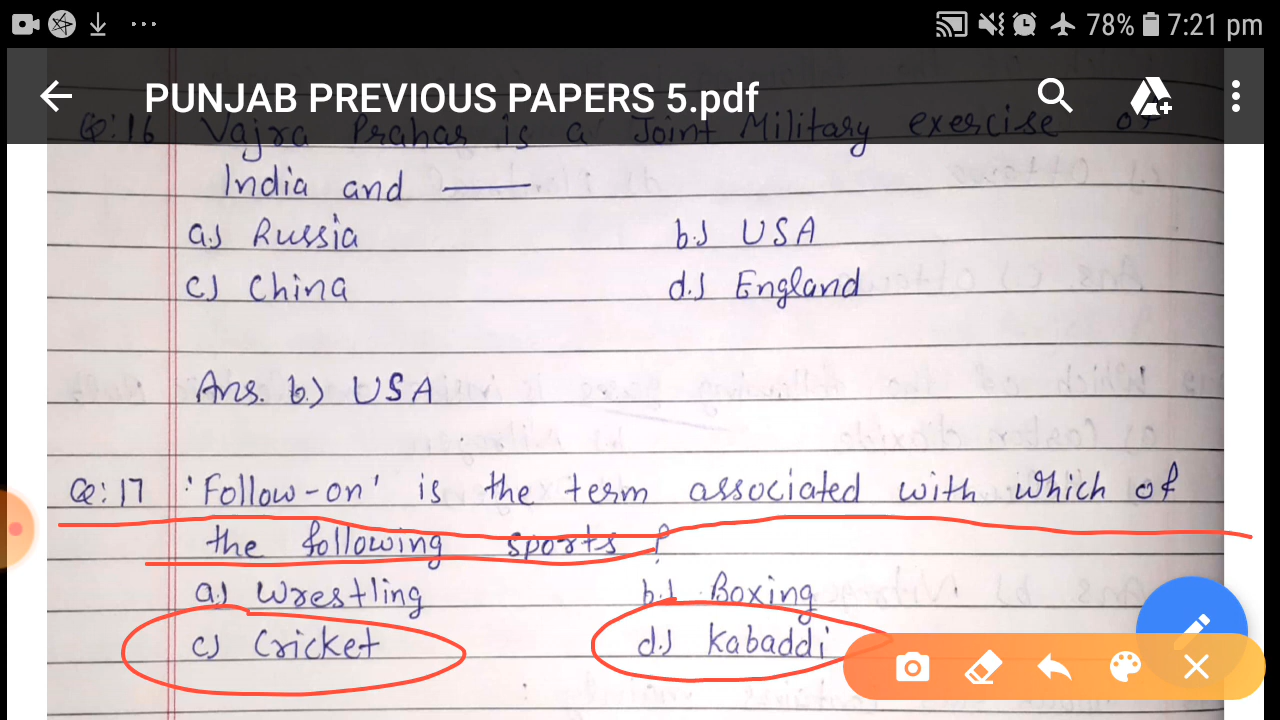 78% 7:21 pm
PUNJAB PREVIOUS PAPERS 5.pdf
Q:16 Vajra Prahar is a Joint Military exercise of
India and ———
a.) Russia b.) USA
c.) China d.) England
Ans. b.) USA
Q:17 'Follow-on' is the term associated with which of
the following sports?
a.) Wrestling b.) Boxing
c.) Cricket d.) Kabaddi